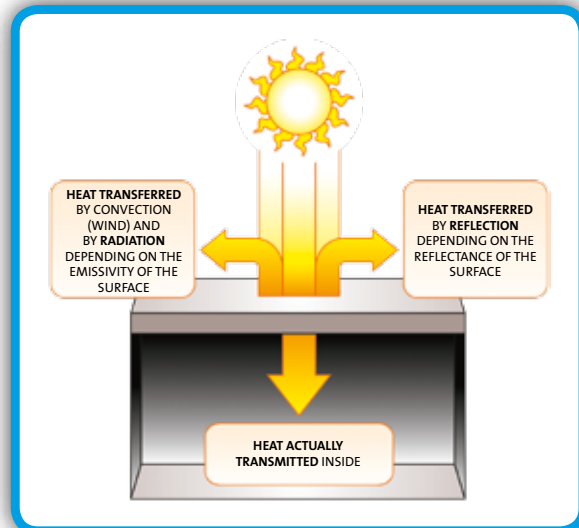 HEAT TRANSFERRED
BY CONVECTION
(WIND) AND
BY RADIATION
DEPENDING ON THE
EMISSIVITY OF THE
SURFACE
HEAT TRANSFERRED
BY REFLECTION
DEPENDING ON THE
REFLECTANCE OF THE
SURFACE
HEAT ACTUALLY
TRANSMITTED INSIDE